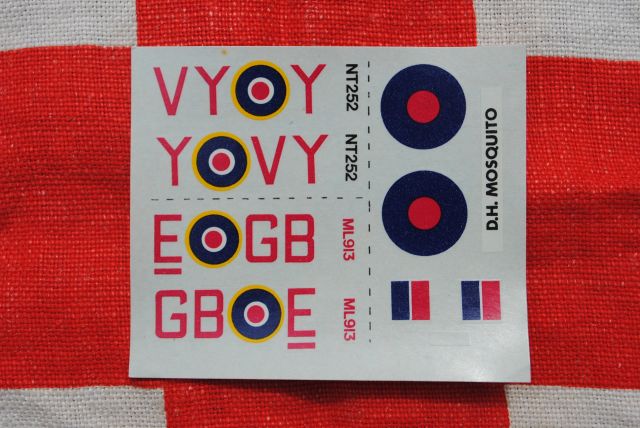 VY Y NT252
Y VY NT252
E GB ML913
GB E ML913
D.H. MOSQUITO